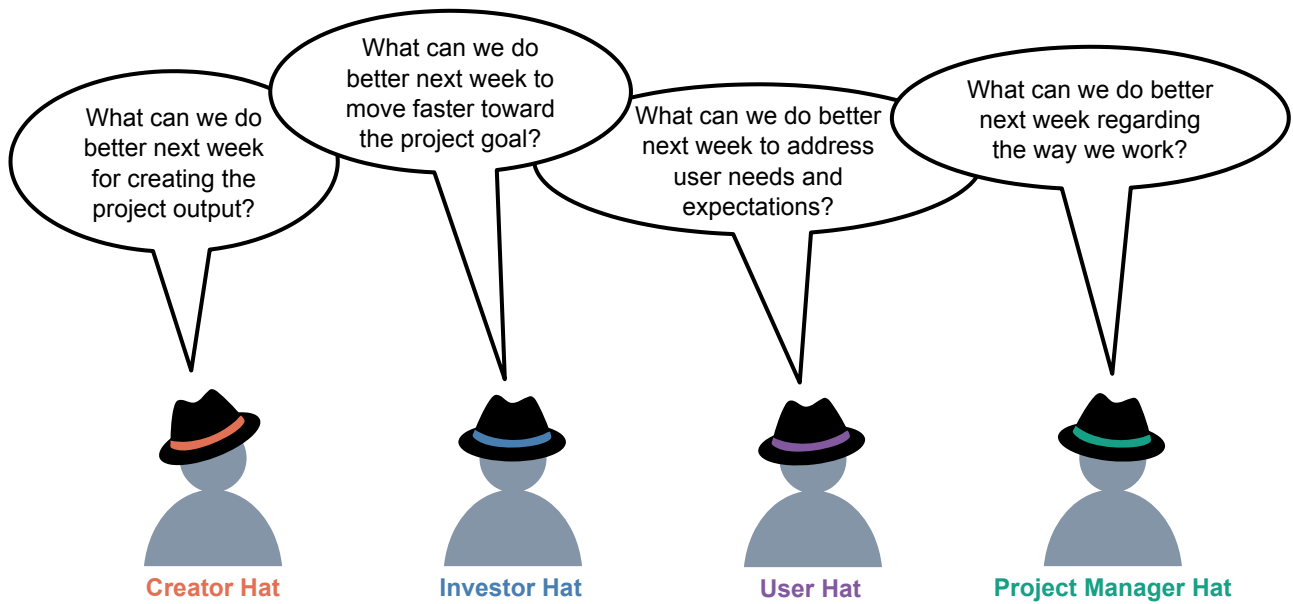 What can we do
better next week
for creating the
project output?
What can we do
better next week to
move faster toward
the project goal?
What can we do better
next week to address
user needs and
expectations?
What can we do better
next week regarding
the way we work?
Creator Hat
Investor Hat
User Hat
Project Manager Hat